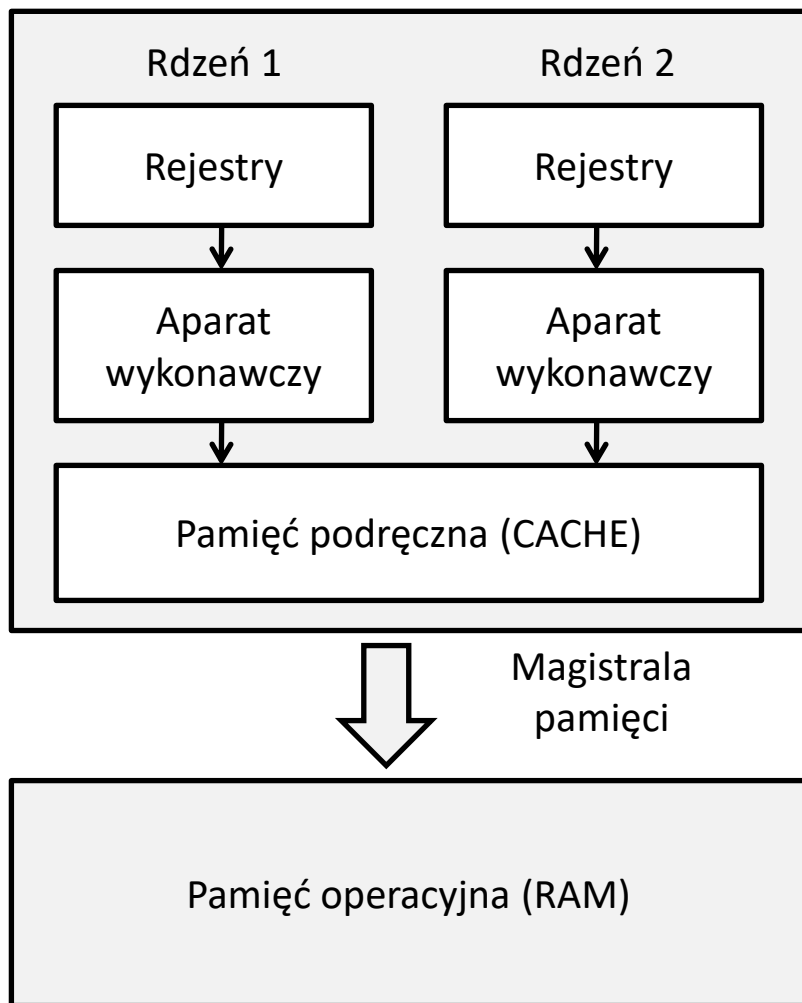 Rdzeń 1
Rdzeń 2
Rejestry
Rejestry
Aparat
wykonawczy
Aparat
wykonawczy
Pamięć podręczna (CACHE)
Magistrala
pamięci
Pamięć operacyjna (RAM)